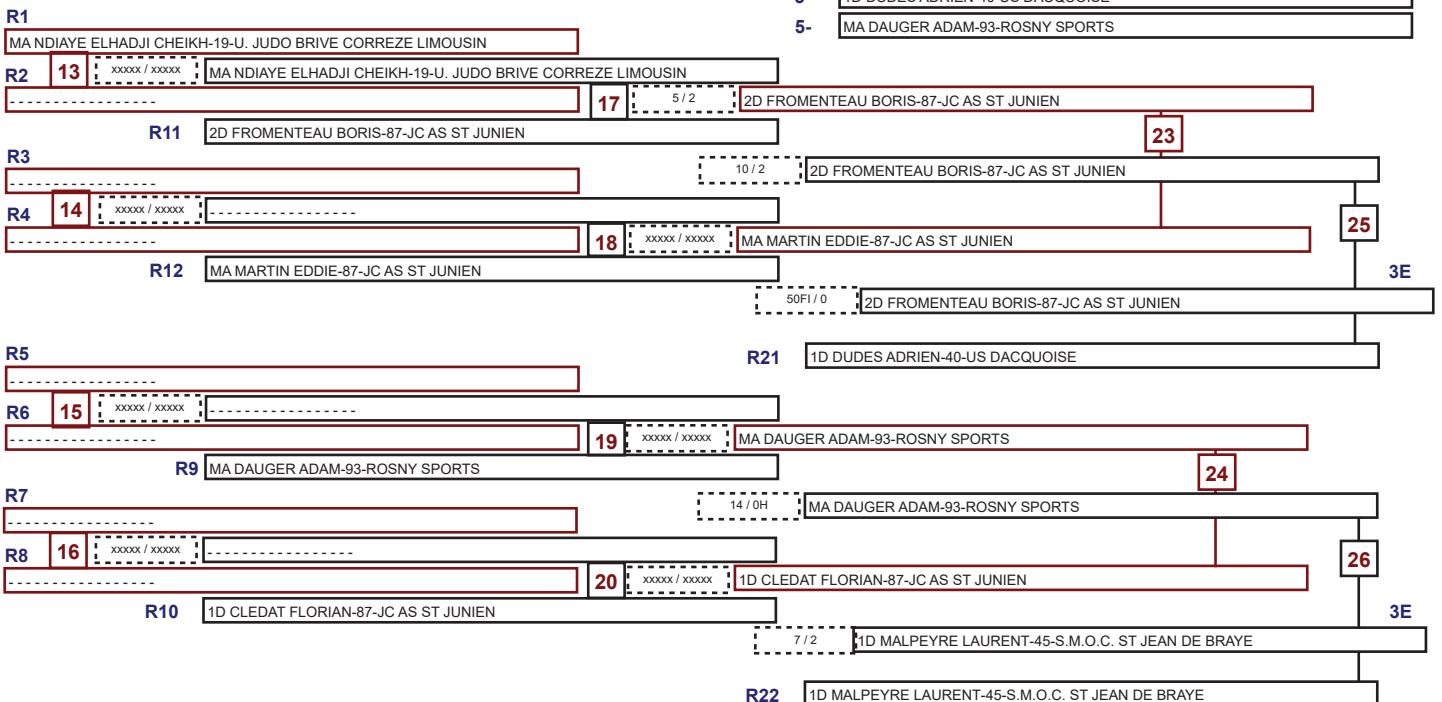 5- MA DAUGER ADAM-93-ROSNY SPORTS
R1
MA NDIAYE ELHADJI CHEIKH-19-U. JUDO BRIVE CORREZE LIMOUSIN
R2 13 xxxxx / xxxxx MA NDIAYE ELHADJI CHEIKH-19-U. JUDO BRIVE CORREZE LIMOUSIN
- - - - - - - - - - - - - - - - 17 5 / 2 2D FROMENTEAU BORIS-87-JC AS ST JUNIEN
R11 2D FROMENTEAU BORIS-87-JC AS ST JUNIEN 23
R3
10 / 2 2D FROMENTEAU BORIS-87-JC AS ST JUNIEN
- - - - - - - - - - - - - - - -
R4 14 xxxxx / xxxxx - - - - - - - - - - - - - - - -
25
- - - - - - - - - - - - - - - - 18 xxxxx / xxxxx MA MARTIN EDDIE-87-JC AS ST JUNIEN
R12 MA MARTIN EDDIE-87-JC AS ST JUNIEN 3E
50FI / 0 2D FROMENTEAU BORIS-87-JC AS ST JUNIEN
R5
R21 1D DUDES ADRIEN-40-US DACQUOISE
- - - - - - - - - - - - - - - -
R6 15 xxxxx / xxxxx - - - - - - - - - - - - - - - -
- - - - - - - - - - - - - - - - 19 xxxxx / xxxxx MA DAUGER ADAM-93-ROSNY SPORTS
R9 MA DAUGER ADAM-93-ROSNY SPORTS 24
R7
14 / 0H MA DAUGER ADAM-93-ROSNY SPORTS
- - - - - - - - - - - - - - - -
R8 16 xxxxx / xxxxx - - - - - - - - - - - - - - - - 26
- - - - - - - - - - - - - - - - 20 xxxxx / xxxxx 1D CLEDAT FLORIAN-87-JC AS ST JUNIEN
R10 1D CLEDAT FLORIAN-87-JC AS ST JUNIEN 3E
7 / 2 1D MALPEYRE LAURENT-45-S.M.O.C. ST JEAN DE BRAYE
R22 1D MALPEYRE LAURENT-45-S.M.O.C. ST JEAN DE BRAYE